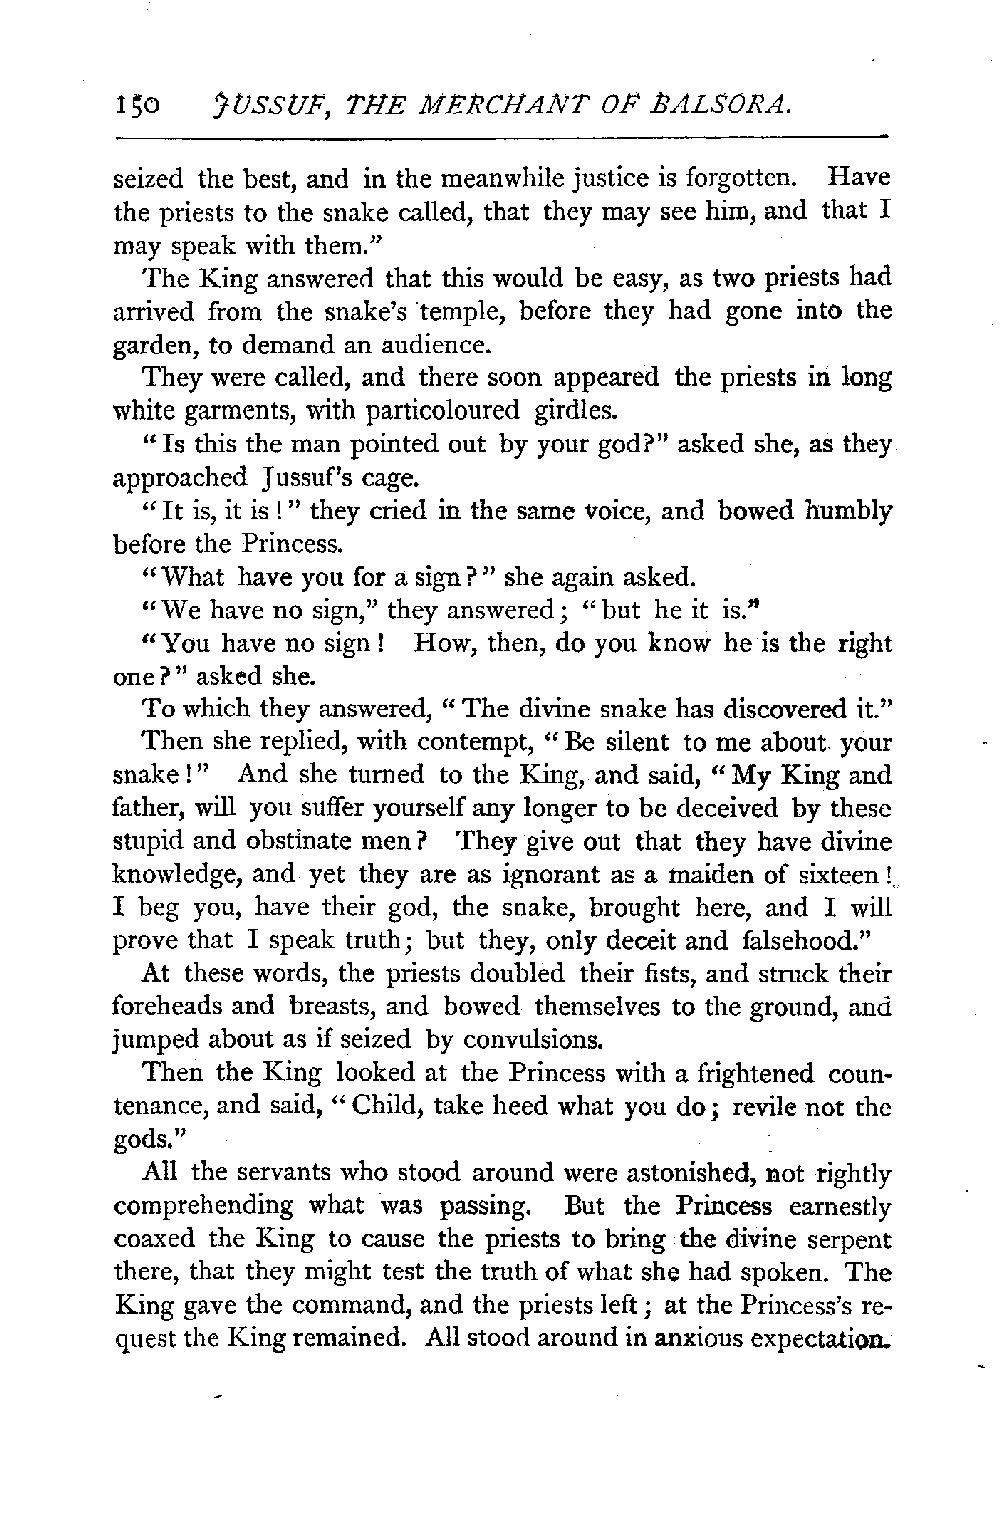 150 JUSSUF, THE MERCHANT OF BALSORA.
seized the best, and in the meanwhile justice is forgotten. Have
the priests to the snake called, that they may see him, and that I
may speak with them."
The King answered that this would be easy, as two priests had
arrived from the snake's temple, before they had gone into the
garden, to demand an audience.
They were called, and there soon appeared the priests in long
white garments, with particoloured girdles.
"Is this the man pointed out by your god?" asked she, as they
approached Jussuf's cage.
"It is, it is!" they cried in the same voice, and bowed humbly
before the Princess.
"What have you for a sign?" she again asked.
"We have no sign," they answered; "but he it is."
"You have no sign! How, then, do you know he is the right
one?" asked she.
To which they answered, "The divine snake has discovered it."
Then she replied, with contempt, "Be silent to me about your
snake!" And she turned to the King, and said, "My King and
father, will you suffer yourself any longer to be deceived by these
stupid and obstinate men? They give out that they have divine
knowledge, and yet they are as ignorant as a maiden of sixteen!
I beg you, have their god, the snake, brought here, and I will
prove that I speak truth; but they, only deceit and falsehood."
At these words, the priests doubled their fists, and struck their
foreheads and breasts, and bowed themselves to the ground, and
jumped about as if seized by convulsions.
Then the King looked at the Princess with a frightened coun-
tenance, and said, "Child, take heed what you do; revile not the
gods."
All the servants who stood around were astonished, not rightly
comprehending what was passing. But the Princess earnestly
coaxed the King to cause the priests to bring the divine serpent
there, that they might test the truth of what she had spoken. The
King gave the command, and the priests left; at the Princess's re-
quest the King remained. All stood around in anxious expectation.